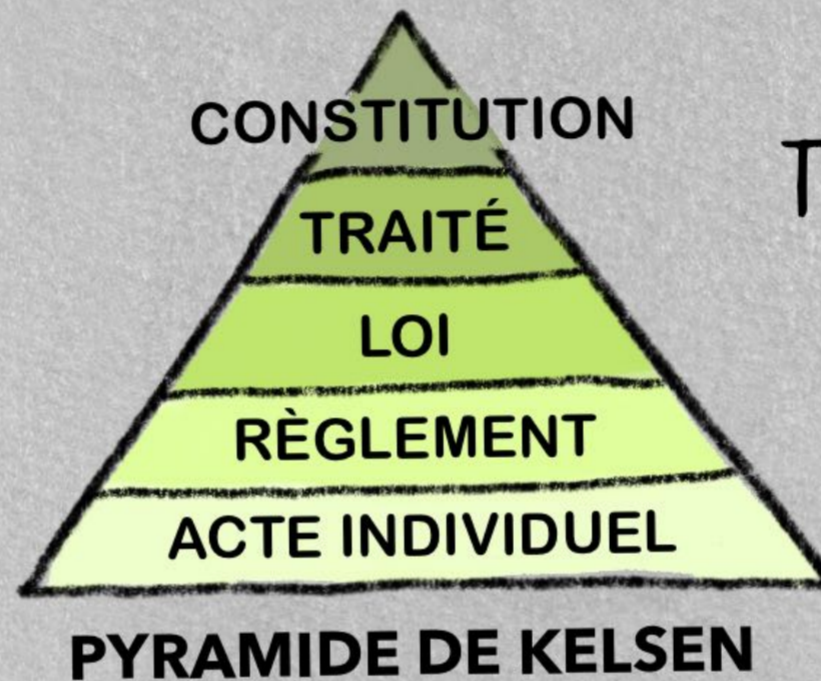 CONSTITUTION
TRAITÉ
LOI
RÈGLEMENT
ACTE INDIVIDUEL
PYRAMIDE DE KELSEN